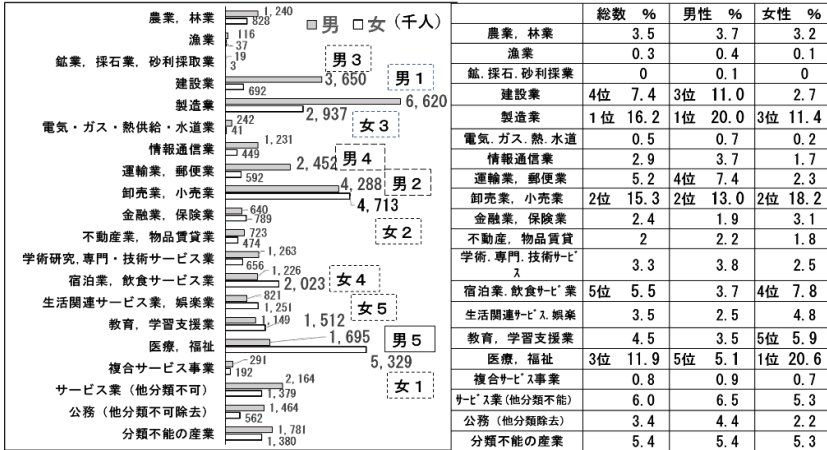 男 女 (千人)
農業，林業 1,240 828
漁業 116 37
鉱業，採石業，砂利採取業 19 3 男３
建設業 3,650 692 男１
製造業 6,620 2,937
電気・ガス・熱供給・水道業 242 41 女３
情報通信業 1,231 449
運輸業，郵便業 2,452 592 男４
卸売業，小売業 4,288 4,713 男２
金融業，保険業 640 789
不動産業，物品賃貸業 723 474 女２
学術研究,専門・技術サービス業 1,263 656
宿泊業，飲食サービス業 1,226 2,023 女４
生活関連サービス業，娯楽業 821 1,251 女５
教育，学習支援業 1,149 1,512
医療，福祉 1,695 5,329 男５
複合サービス事業 291 192 女１
サービス業（他分類不可） 2,164 1,379
公務（他分類不可除去） 1,464 562
分類不能の産業 1,781 1,380
総数 % 男性 % 女性 %
農業，林業 3.5 3.7 3.2
漁業 0.3 0.4 0.1
鉱.採石.砂利採業 0 0.1 0
建設業 4位 7.4 3位 11.0 2.7
製造業 １位 16.2 1位 20.0 3位 11.4
電気.ガス.熱.水道 0.5 0.7 0.2
情報通信業 2.9 3.7 1.7
運輸業，郵便業 5.2 4位 7.4 2.3
卸売業，小売業 2位 15.3 2位 13.0 2位 18.2
金融業，保険業 2.4 1.9 3.1
不動産，物品賃貸 2 2.2 1.8
学術.専門.技術ｻｰﾋﾞ
ｽ 3.3 3.8 2.5
宿泊業.飲食ｻｰﾋﾞｽ業 5位 5.5 3.7 4位 7.8
生活関連ｻｰﾋﾞｽ.娯楽 3.5 2.5 4.8
教育，学習支援業 4.5 3.5 5位 5.9
医療，福祉 3位 11.9 5位 5.1 1位 20.6
複合ｻｰﾋﾞｽ事業 0.8 0.9 0.7
ｻｰﾋﾞｽ業(他分類不能) 6.0 6.5 5.3
公務（他分類除去） 3.4 4.4 2.2
分類不能の産業 5.4 5.4 5.3